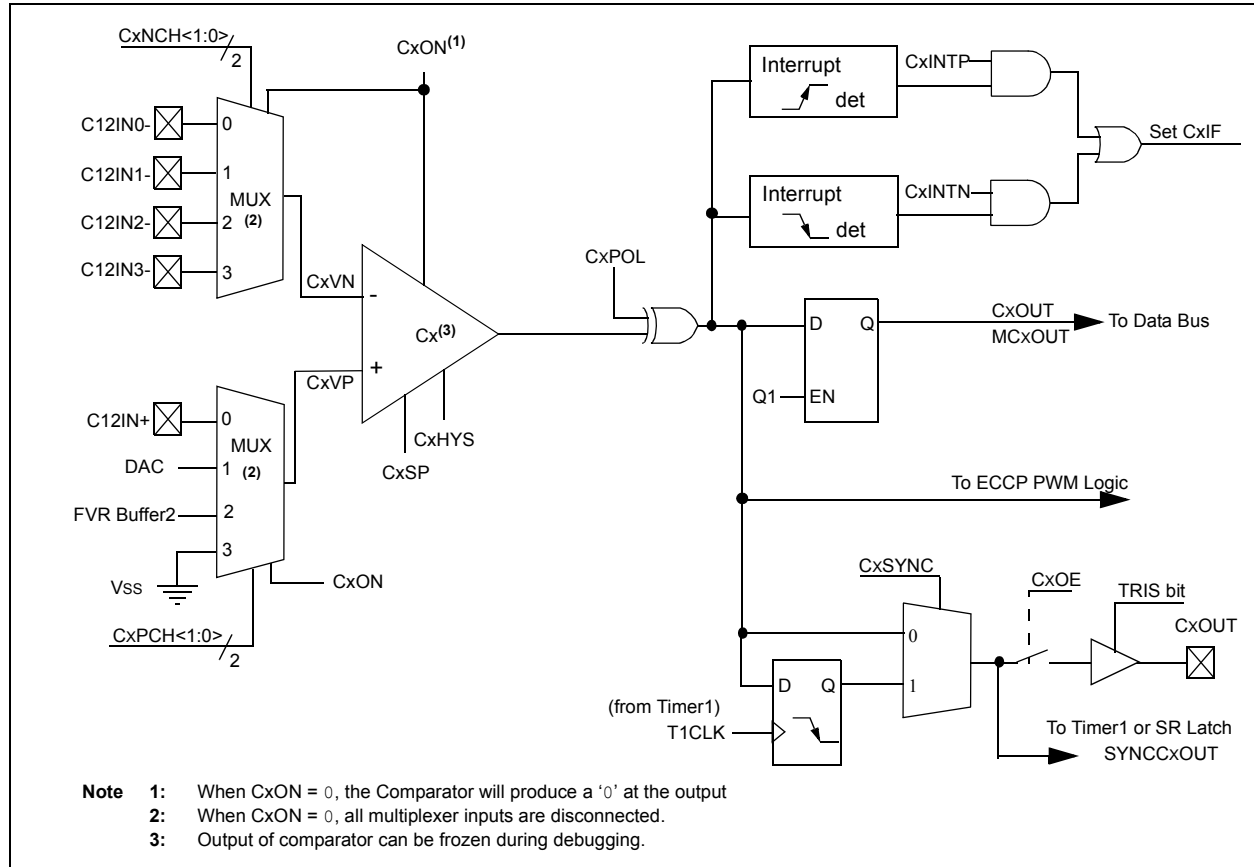 CxNCH<1:0>
2
CxON(1)
C12IN0-
0
C12IN1-
1
MUX
(2)
C12IN2-
2
C12IN3-
3
CxVN
-
Cx(3)
+
CxVP
CxHYS
CxSP
C12IN+
0
MUX
(2)
DAC
1
FVR Buffer2
2
3
VSS
CxON
CxPCH<1:0>
2
Interrupt
det
CxINTP
Set CxIF
Interrupt
det
CxINTN
CxPOL
D
Q
CxOUT
MCxOUT
To Data Bus
Q1
EN
To ECCP PWM Logic
CxSYNC
CxOE
TRIS bit
CxOUT
0
1
D
Q
(from Timer1)
T1CLK
To Timer1 or SR Latch
SYNCCxOUT
Note 1: When CxON = 0, the Comparator will produce a ‘0’ at the output
2: When CxON = 0, all multiplexer inputs are disconnected.
3: Output of comparator can be frozen during debugging.